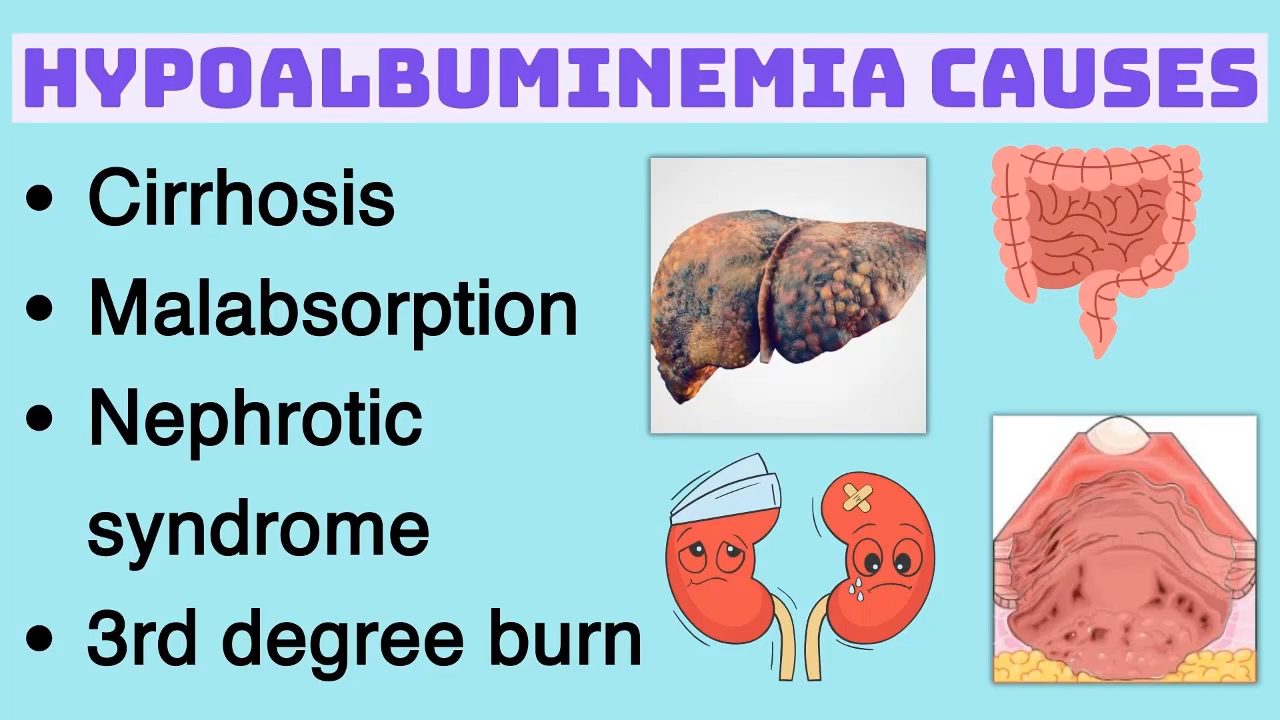 HYPOALBUMINEMIA CAUSES
• Cirrhosis
• Malabsorption
• Nephrotic
syndrome
• 3rd degree burn